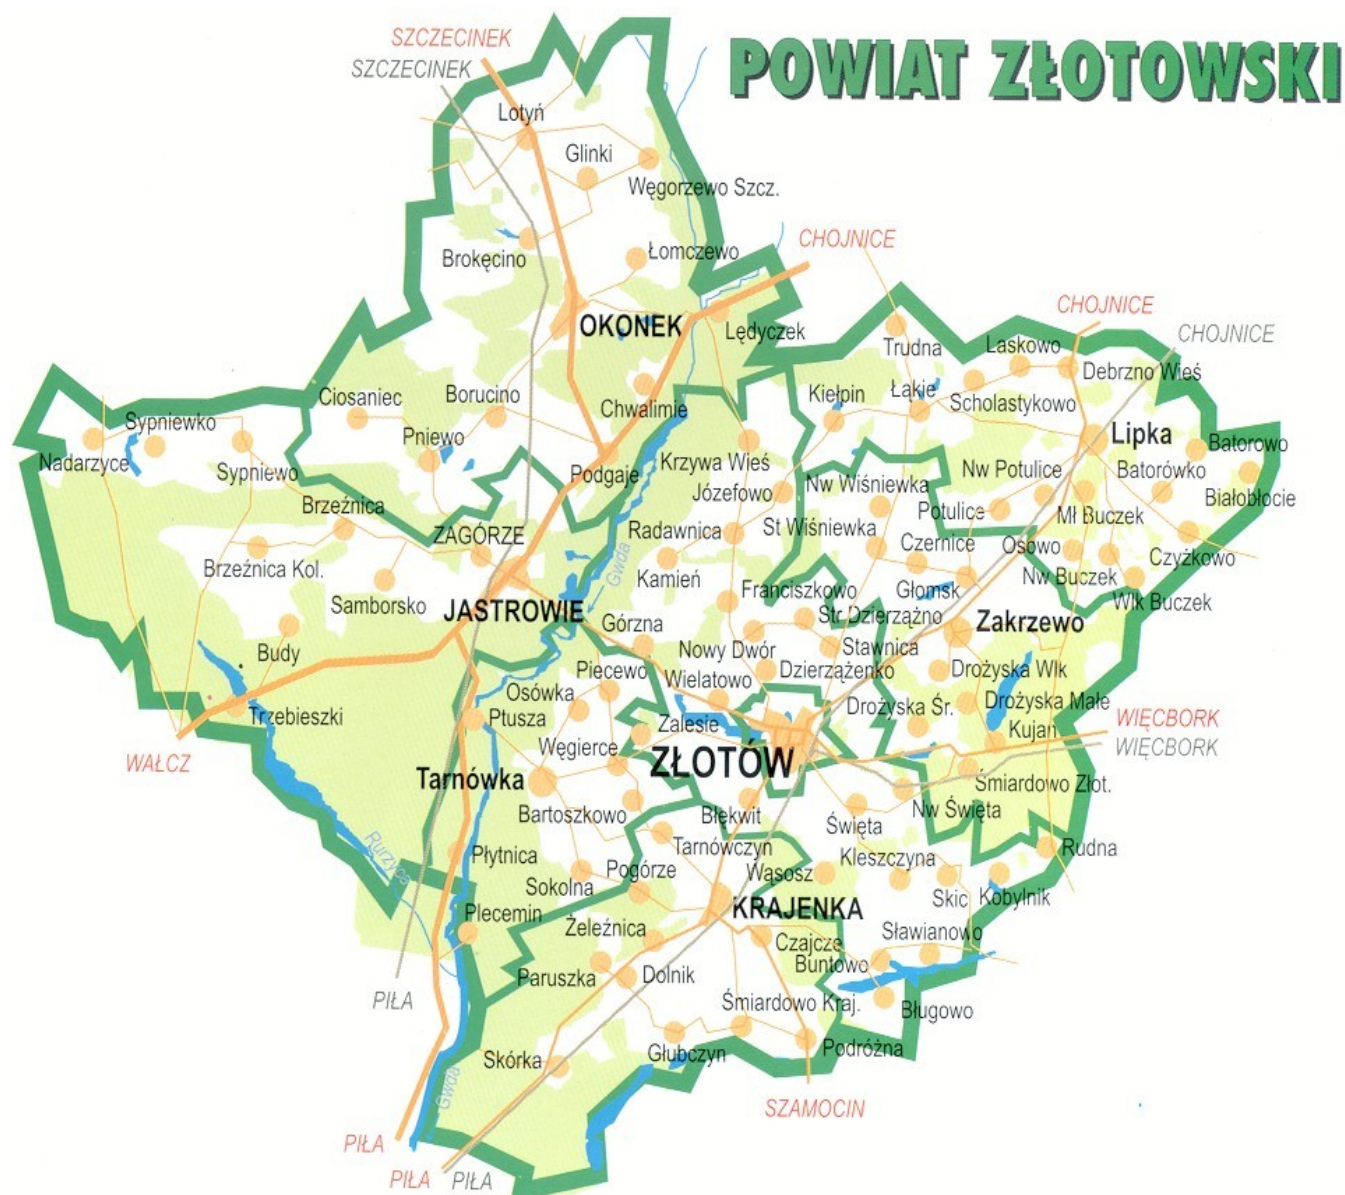 POWIAT ZŁOTOWSKI
SZCZECINEK
SZCZECINEK
Lotyń
Glinki
Węgorzewo Szcz.
CHOJNICE
Łomczewo
Brokęcino
CHOJNICE
OKONEK
Lędyczek
CHOJNICE
Trudna
Laskowo
Debrzno Wieś
Ciosaniec
Borucino
Chwalimie
Kiełpin
Łąkie
Scholastykowo
Sypniewko
Pniewo
Lipka
Batorowo
Nadarzyce
Sypniewo
Podgaje
Krzywa Wieś
Nw Potulice
Batorówko
Józefowo
Nw Wiśniewka
Białobłocie
Brzeźnica
Potulice
Mł Buczek
ZAGÓRZE
Radawnica
St Wiśniewka
Czernice
Osowo
Czyżkowo
Brzeźnica Kol.
Gwda
Kamień
Franciszkowo
Głomsk
Nw Buczek
Samborsko
JASTROWIE
Wlk Buczek
Górzna
Str Dzierzążno
Zakrzewo
Budy
Nowy Dwór
Stawnica
Piecewo
Wielatowo
Dzierzążenko
Drożyska Wlk
Osówka
Drożyska Małe
Trzebieszki
Ptusza
Zalesie
Drożyska Śr.
Kujan
WIĘCBORK
WAŁCZ
Węgierce
ZŁOTÓW
WIĘCBORK
Tarnówka
Śmiardowo Złot.
Bartoszkowo
Błękwit
Święta
Nw Święta
Rurzyca
Płytnica
Tarnówczyn
Kleszczyna
Rudna
Sokolna
Pogórze
Wąsosz
Skic
Kobylnik
Plecemin
Żeleźnica
KRAJENKA
Sławianowo
Czajcze
Paruszka
Dolnik
Buntowo
PIŁA
Śmiardowo Kraj.
Bługowo
Skórka
Głubczyn
Podróżna
Gwda
SZAMOCIN
PIŁA
PIŁA
PIŁA